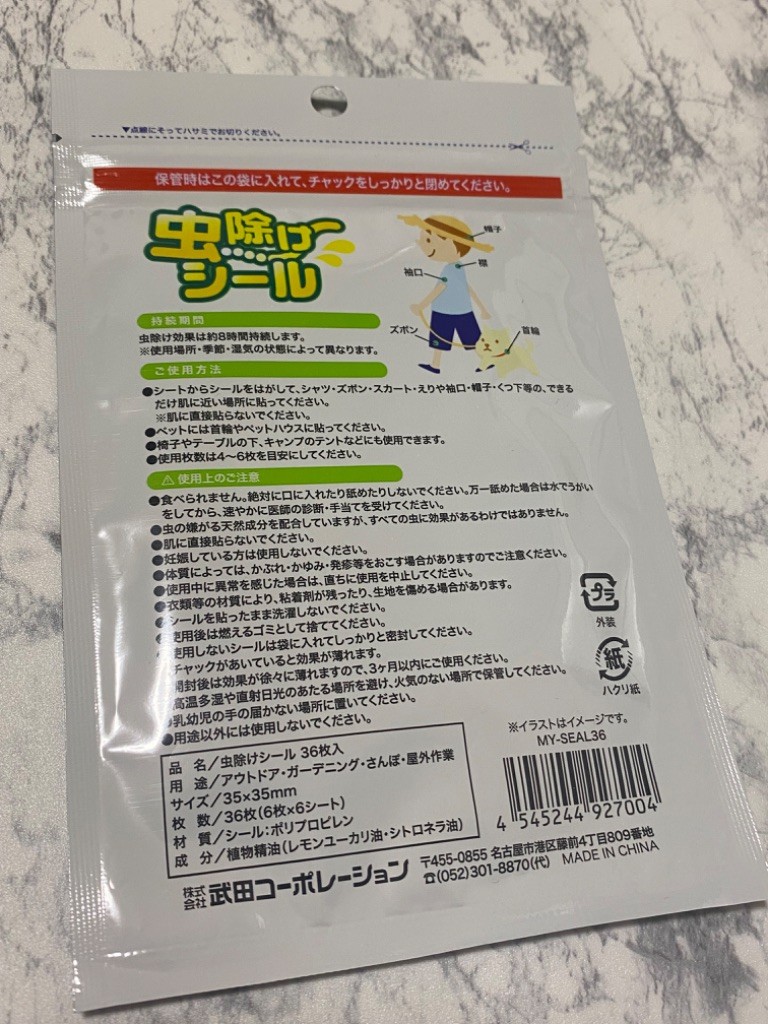 ▼点線にそってハサミでお切りください。
保管時はこの袋に入れて、チャックをしっかりと閉めてください。
虫除け
シール
帽子
襟
袖口
ズボン
首輪
持続期間
虫除け効果は約8時間持続します。
※使用場所・季節・湿気の状態によって異なります。
ご使用方法
●シートからシールをはがして、シャツ・ズボン・スカート・えりや袖口・帽子・くつ下等の、できる
だけ肌に近い場所に貼ってください。
※肌に直接貼らないでください。
●ペットには首輪やペットハウスに貼ってください。
●椅子やテーブルの下、キャンプのテントなどにも使用できます。
●使用枚数は4～6枚を目安にしてください。
⚠使用上のご注意
●食べられません。絶対に口に入れたり舐めたりしないでください。万一舐めた場合は水でうがい
をしてから、速やかに医師の診断・手当てを受けてください。
●虫の嫌がる天然成分を配合していますが、すべての虫に効果があるわけではありません。
●肌に直接貼らないでください。
●妊娠している方は使用しないでください。
●体質によっては、かぶれ・かゆみ・発疹等をおこす場合がありますのでご注意ください。
●使用中に異常を感じた場合は、直ちに使用を中止してください。
●衣類等の材質により、粘着剤が残ったり、生地を傷める場合があります。
●シールを貼ったまま洗濯しないでください。
使用後は燃えるゴミとして捨ててください。
使用しないシールは袋に入れてしっかりと密封してください。
チャックがあいていると効果が薄れます。
開封後は効果が徐々に薄れますので、3ヶ月以内にご使用ください。
高温多湿や直射日光のあたる場所を避け、火気のない場所で保管してください。
乳幼児の手の届かない場所に置いてください。
●用途以外には使用しないでください。
プラ
外装
紙
ハクリ紙
※イラストはイメージです。
MY-SEAL36
4 545244 927004
品 名/虫除けシール 36枚入
用 途/アウトドア・ガーデニング・さんぽ・屋外作業
サイズ/35×35mm
枚 数/36枚(6枚×6シート)
材 質/シール:ポリプロピレン
成 分/植物精油(レモンユーカリ油・シトロネラ油)
株式会社 武田コーポレーション
〒455-0855 名古屋市港区藤前4丁目809番地
☎(052)301-8870(代) MADE IN CHINA